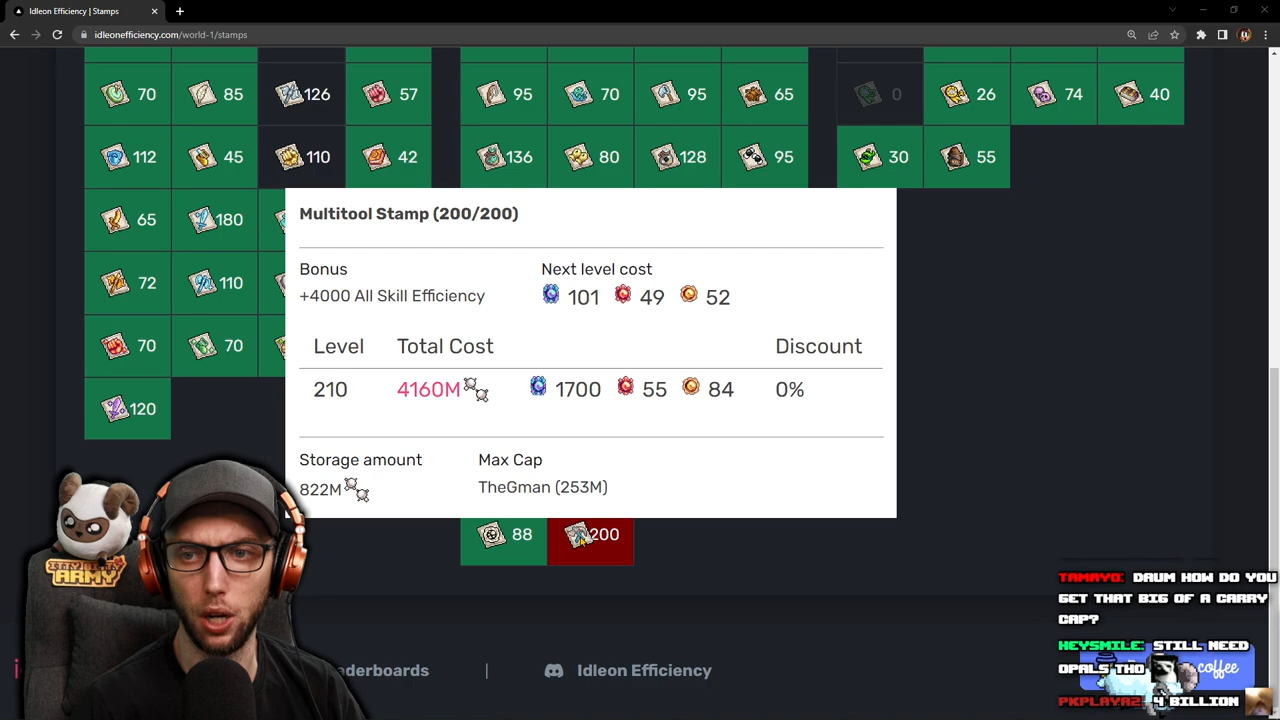 Idleon Efficiency | Stamps
idleonefficiency.com/world-1/stamps
70 85 126 57 95 70 95 65 0 26 74 40
112 45 110 42 136 80 128 95 30 55
65 180
72 110
70 70
120
Multitool Stamp (200/200)
Bonus Next level cost
+4000 All Skill Efficiency 101 49 52
Level Total Cost Discount
210 4160M 1700 55 84 0%
Storage amount Max Cap
822M TheGman (253M)
88 200
ARMY
TAMAYO: DAUM HOW DO YOU
GET THAT BIG OF A CARRY
CAP?
HEYSMILE: STILL NEED
OPALS THO
coffee
PKPLAYA2: 4 BILLION
eaderboards | Idleon Efficiency